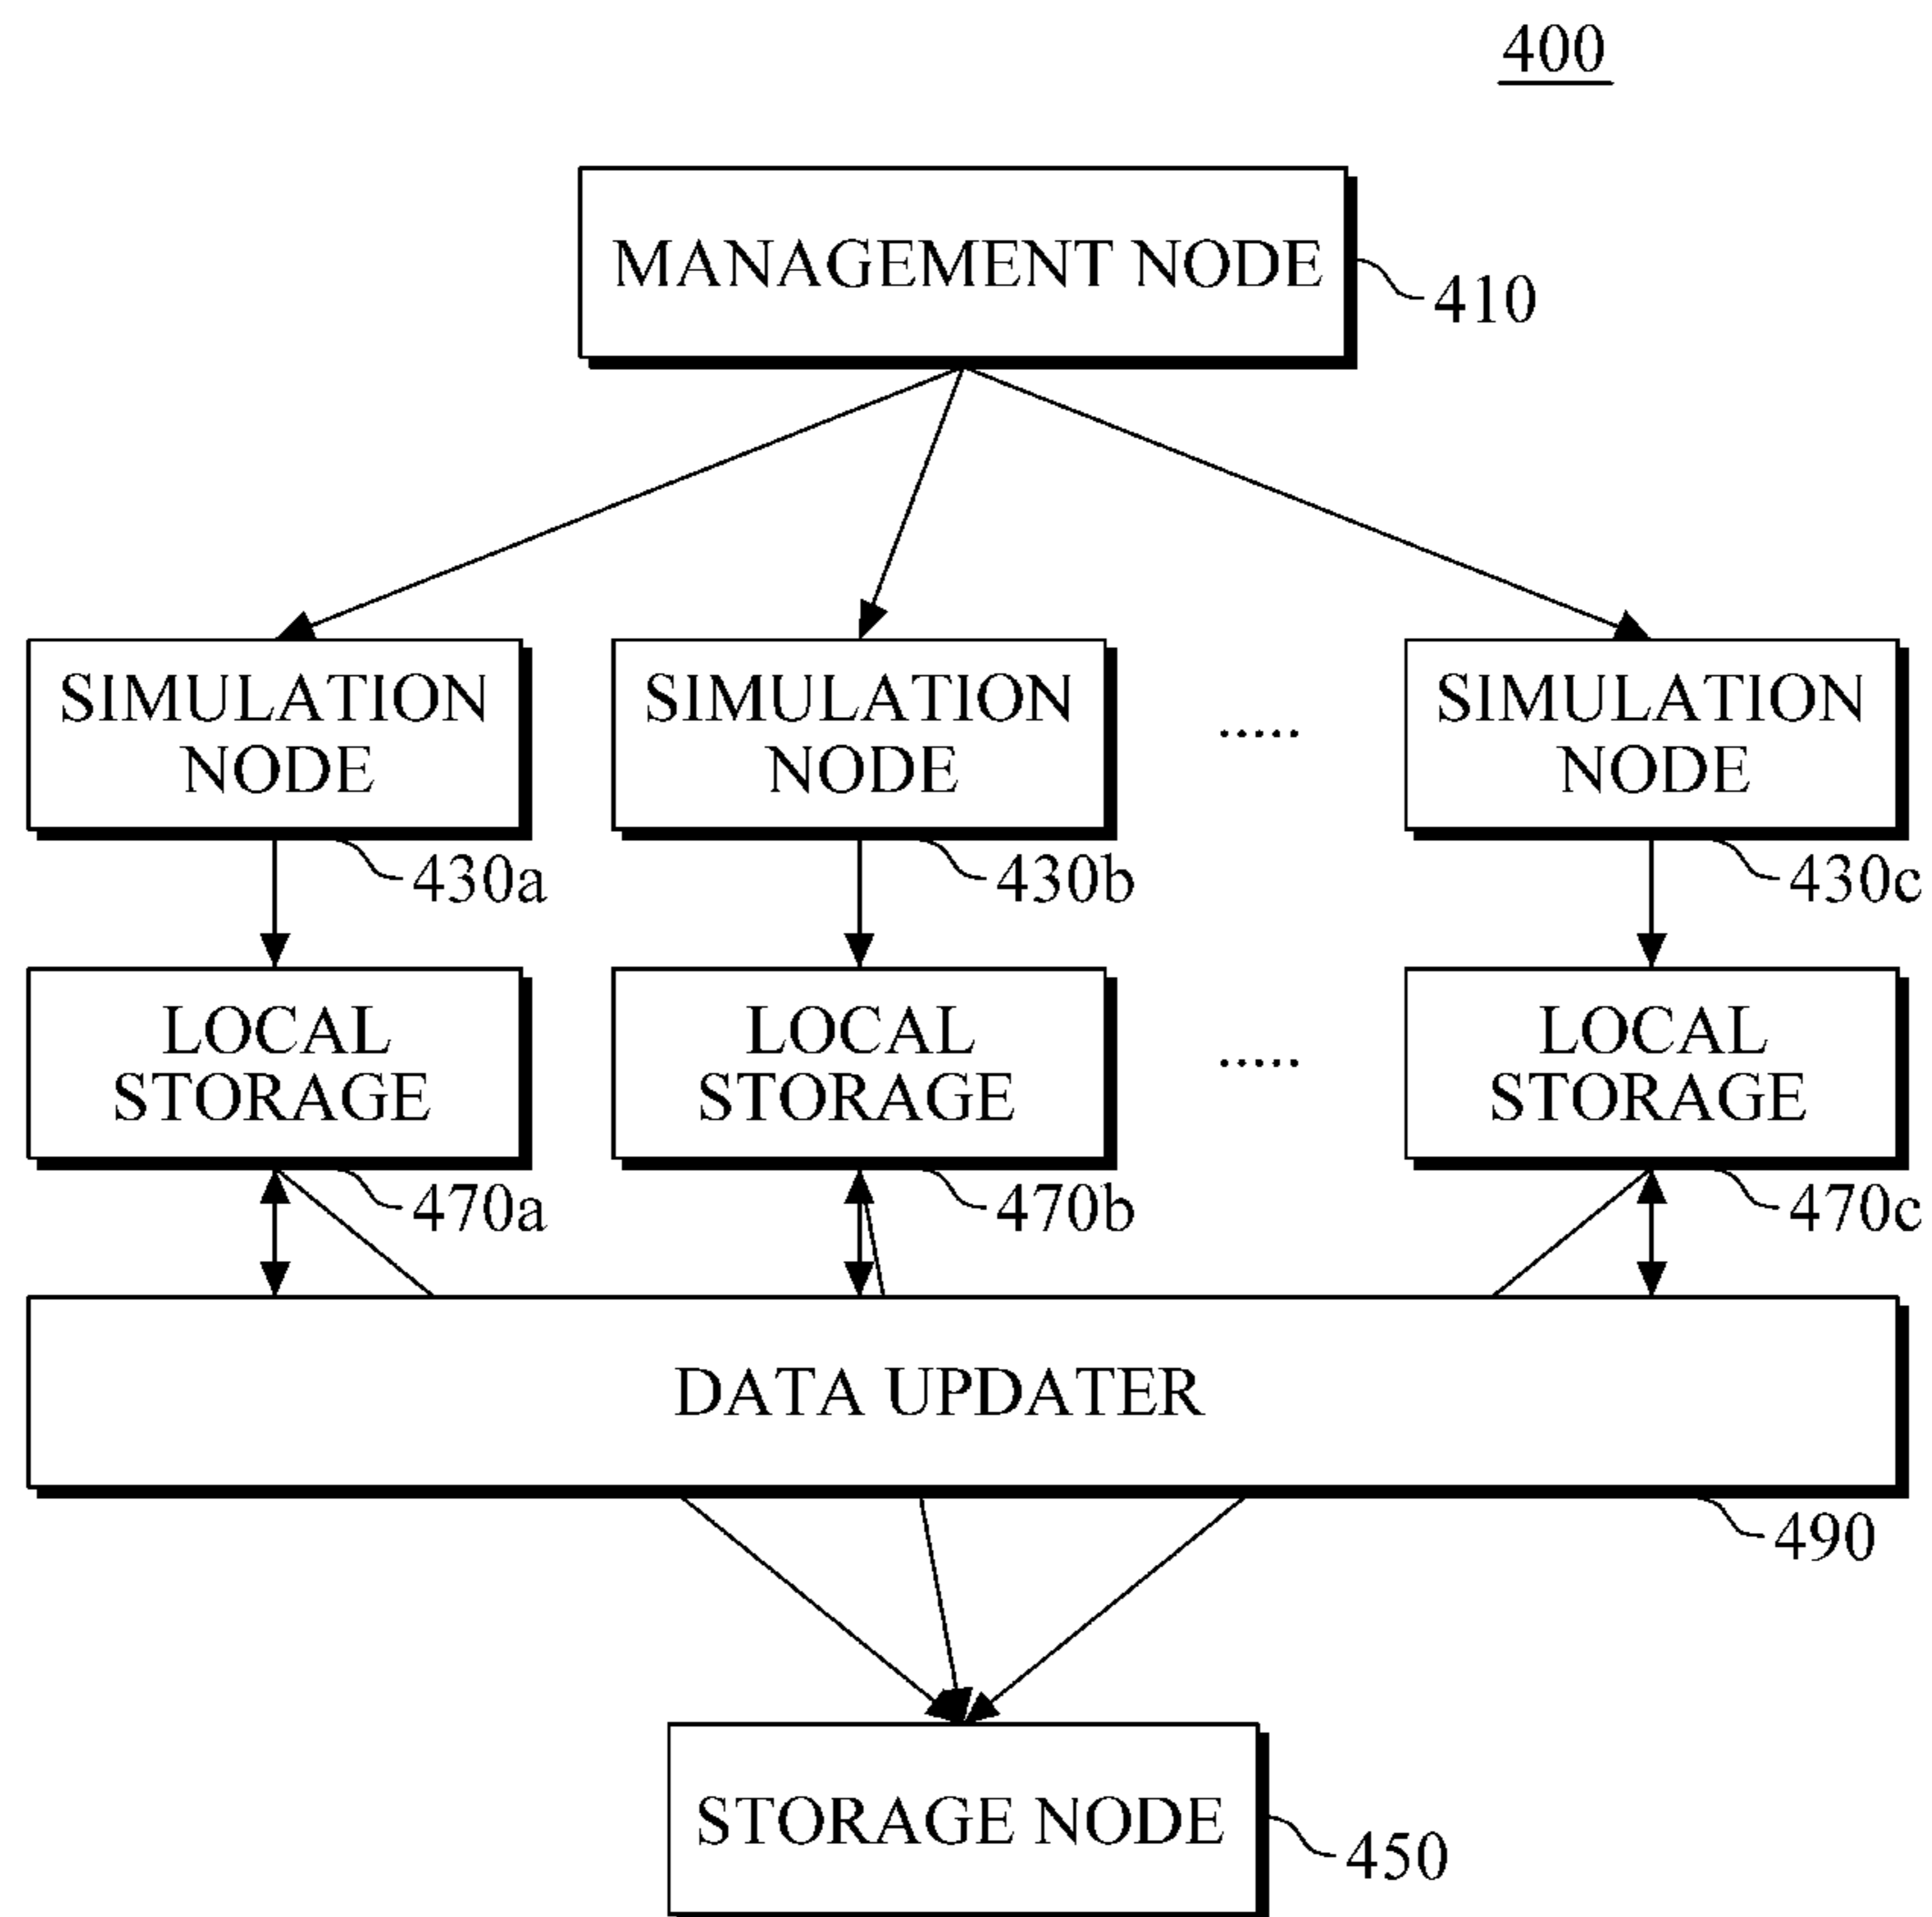 400
MANAGEMENT NODE
410
SIMULATION
NODE
SIMULATION
NODE
.....
SIMULATION
NODE
430a
430b
430c
LOCAL
STORAGE
LOCAL
STORAGE
.....
LOCAL
STORAGE
470a
470b
470c
DATA UPDATER
490
STORAGE NODE
450